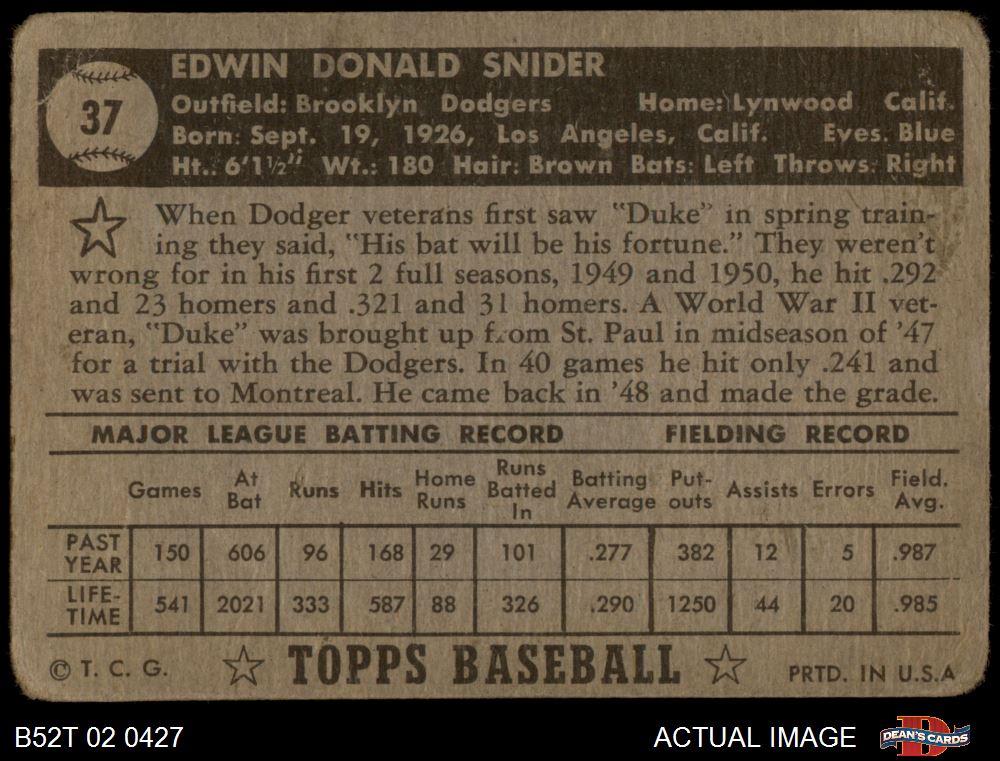 37
EDWIN DONALD SNIDER
Outfield: Brooklyn Dodgers Home: Lynwood Calif.
Born: Sept. 19, 1926, Los Angeles, Calif. Eyes: Blue
Ht.: 6'1½" Wt.: 180 Hair: Brown Bats: Left Throws: Right
When Dodger veterans first saw "Duke" in spring train-
ing they said, "His bat will be his fortune." They weren't
wrong for in his first 2 full seasons, 1949 and 1950, he hit .292
and 23 homers and .321 and 31 homers. A World War II vet-
eran, "Duke" was brought up from St. Paul in midseason of '47
for a trial with the Dodgers. In 40 games he hit only .241 and
was sent to Montreal. He came back in '48 and made the grade.
MAJOR LEAGUE BATTING RECORD FIELDING RECORD
Games At Bat Runs Hits Home Runs Runs Batted In Batting Average Put-outs Assists Errors Field. Avg.
PAST YEAR 150 606 96 168 29 101 .277 382 12 5 .987
LIFE-TIME 541 2021 333 587 88 326 .290 1250 44 20 .985
© T. C. G. ☆ TOPPS BASEBALL ☆ PRTD. IN U.S.A
B52T 02 0427 ACTUAL IMAGE DEAN'S CARDS